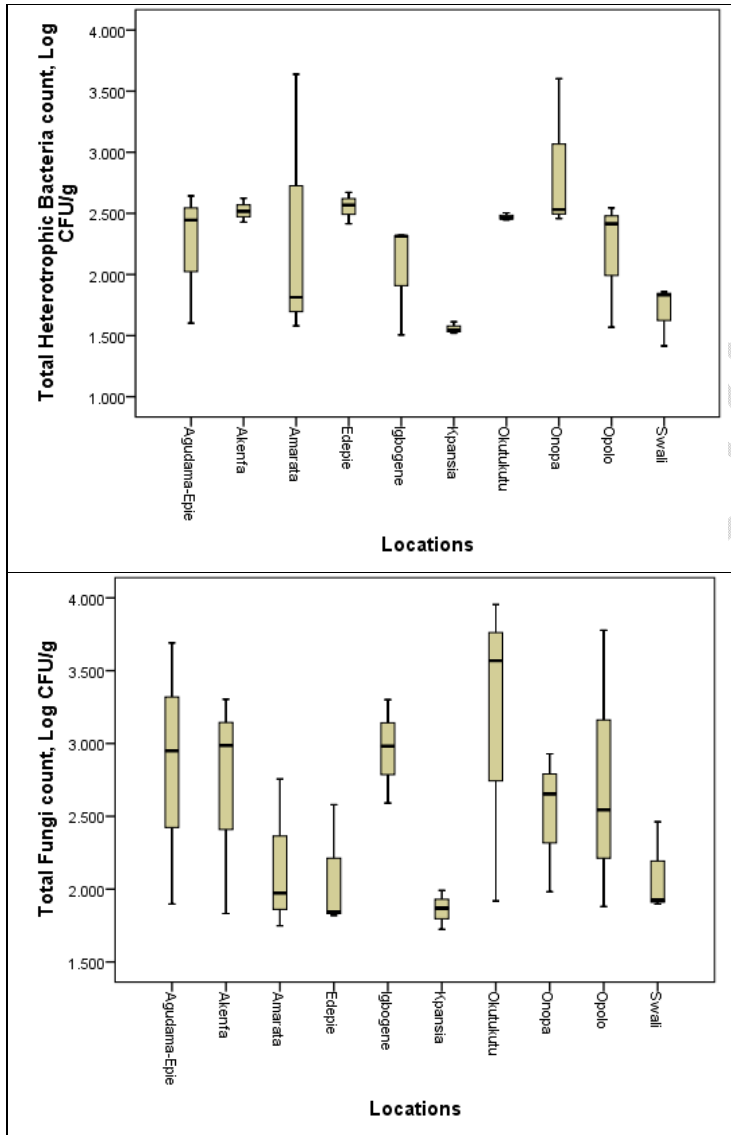 Total Heterotrophic Bacteria count, Log
CFU/g
4.000
3.500
3.000
2.500
2.000
1.500
1.000
Agudama-Epie
Akenfa
Amarata
Edepie
Igbogene
Kpansia
Okutukutu
Onopa
Opolo
Swali
Locations
Total Fungi count, Log CFU/g
4.000
3.500
3.000
2.500
2.000
1.500
Agudama-Epie
Akenfa
Amarata
Edepie
Igbogene
Kpansia
Okutukutu
Onopa
Opolo
Swali
Locations